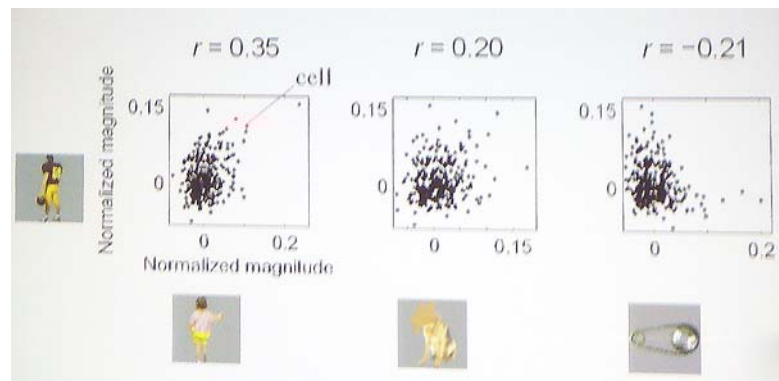 r = 0.35
r = 0.20
r = −0.21
cell
Normalized magnitude
0.15
0
0.15
0
0.15
0
0
0.2
0
0.15
0
0.2
Normalized magnitude